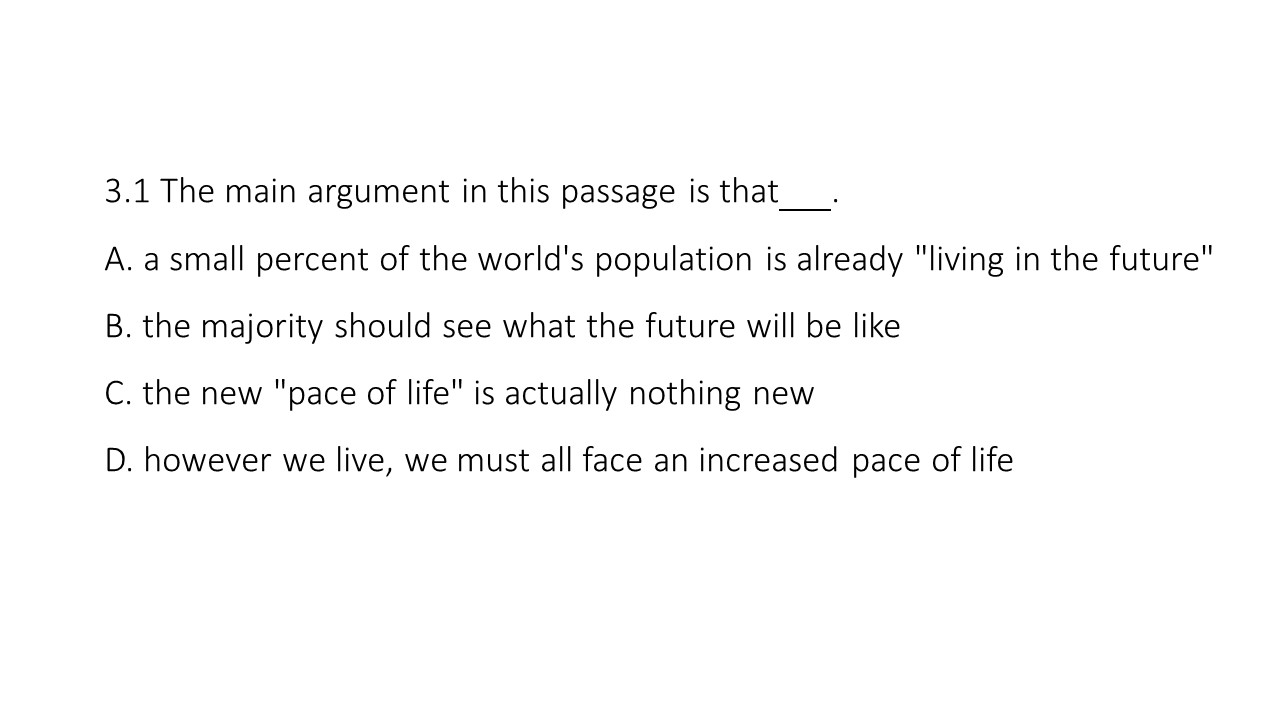 3.1 The main argument in this passage is that___.
A. a small percent of the world's population is already "living in the future"
B. the majority should see what the future will be like
C. the new "pace of life" is actually nothing new
D. however we live, we must all face an increased pace of life